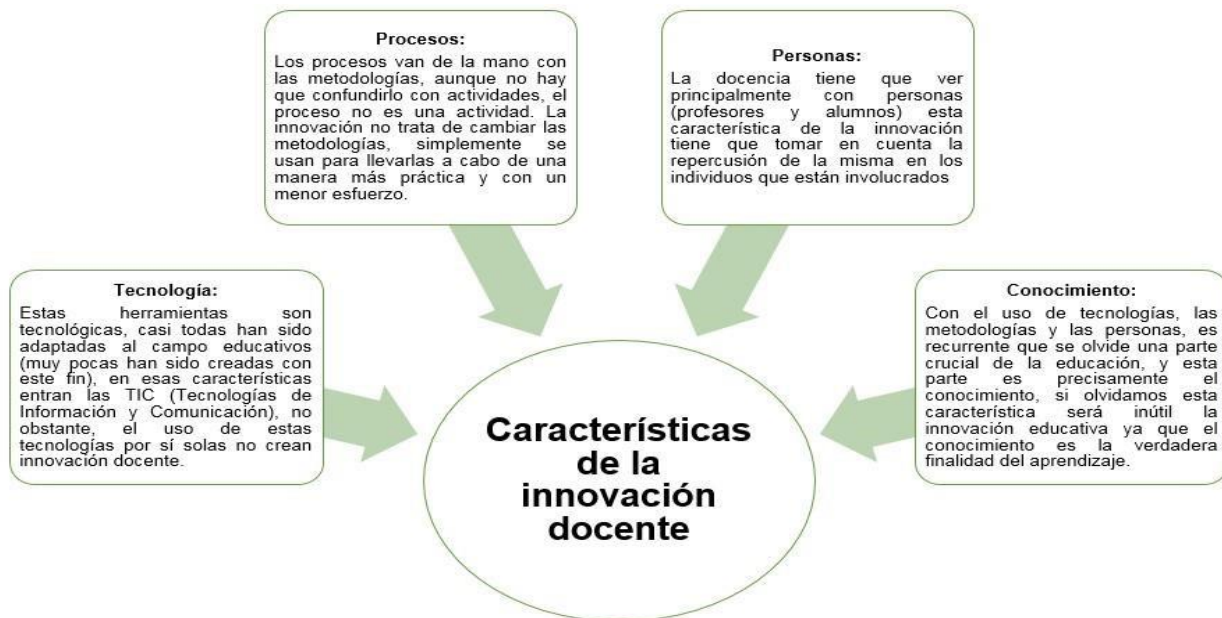 Procesos:
Los procesos van de la mano con
las metodologías, aunque no hay
que confundirlo con actividades, el
proceso no es una actividad. La
innovación no trata de cambiar las
metodologías, simplemente se
usan para llevarlas a cabo de una
manera más práctica y con un
menor esfuerzo.
Personas:
La docencia tiene que ver
principalmente con personas
(profesores y alumnos) esta
característica de la innovación
tiene que tomar en cuenta la
repercusión de la misma en los
individuos que están involucrados
Tecnología:
Estas herramientas son
tecnológicas, casi todas han sido
adaptadas al campo educativos
(muy pocas han sido creadas con
este fin), en esas características
entran las TIC (Tecnologías de
Información y Comunicación), no
obstante, el uso de estas
tecnologías por sí solas no crean
innovación docente.
Conocimiento:
Con el uso de tecnologías, las
metodologías y las personas, es
recurrente que se olvide una parte
crucial de la educación, y esta
parte es precisamente el
conocimiento, si olvidamos esta
característica será inútil la
innovación educativa ya que el
conocimiento es la verdadera
finalidad del aprendizaje.
Características
de la
innovación
docente